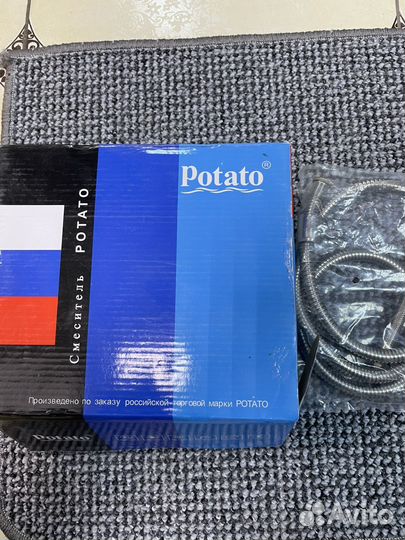 Potato®
Смеситель POTATO
Произведено по заказу российской торговой марки POTATO
Potato
Avito